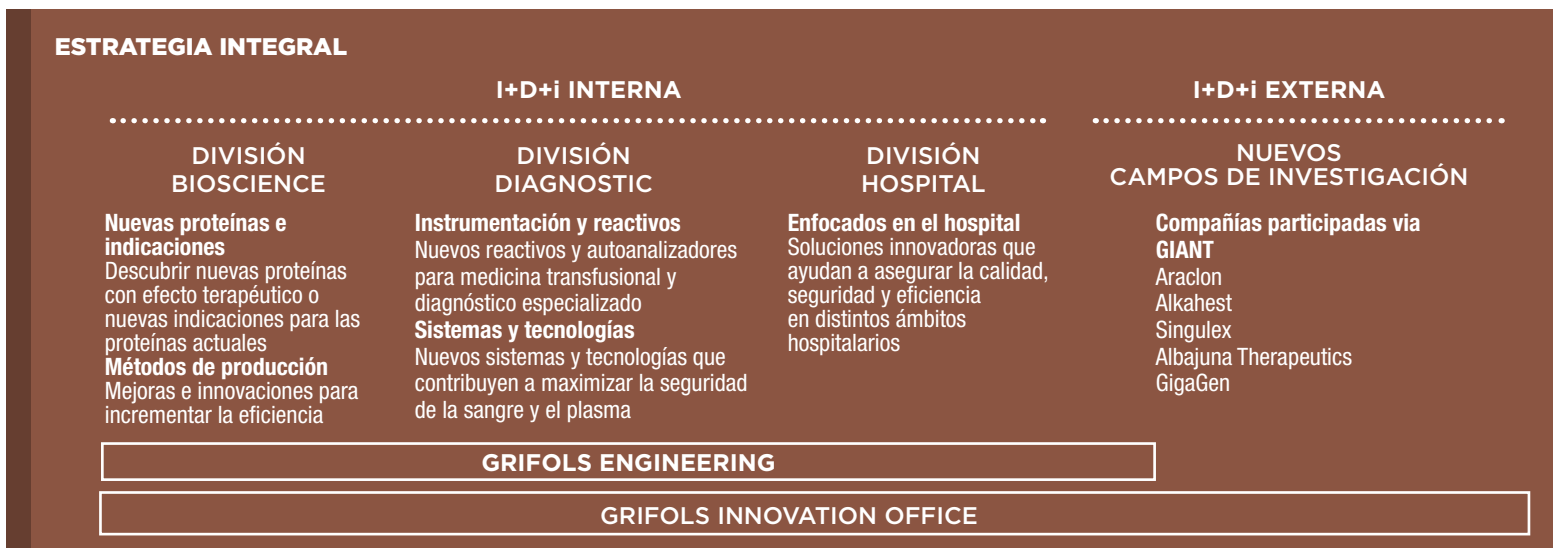 ESTRATEGIA INTEGRAL
I+D+i INTERNA
I+D+i EXTERNA
DIVISIÓN
BIOSCIENCE
Nuevas proteínas e
indicaciones
Descubrir nuevas proteínas
con efecto terapéutico o
nuevas indicaciones para las
proteínas actuales
Métodos de producción
Mejoras e innovaciones para
incrementar la eficiencia
DIVISIÓN
DIAGNOSTIC
Instrumentación y reactivos
Nuevos reactivos y autoanalizadores
para medicina transfusional y
diagnóstico especializado
Sistemas y tecnologías
Nuevos sistemas y tecnologías que
contribuyen a maximizar la seguridad
de la sangre y el plasma
DIVISIÓN
HOSPITAL
Enfocados en el hospital
Soluciones innovadoras que
ayudan a asegurar la calidad,
seguridad y eficiencia
en distintos ámbitos
hospitalarios
NUEVOS
CAMPOS DE INVESTIGACIÓN
Compañías participadas via
GIANT
Araclon
Alkahest
Singulex
Albajuna Therapeutics
GigaGen
GRIFOLS ENGINEERING
GRIFOLS INNOVATION OFFICE